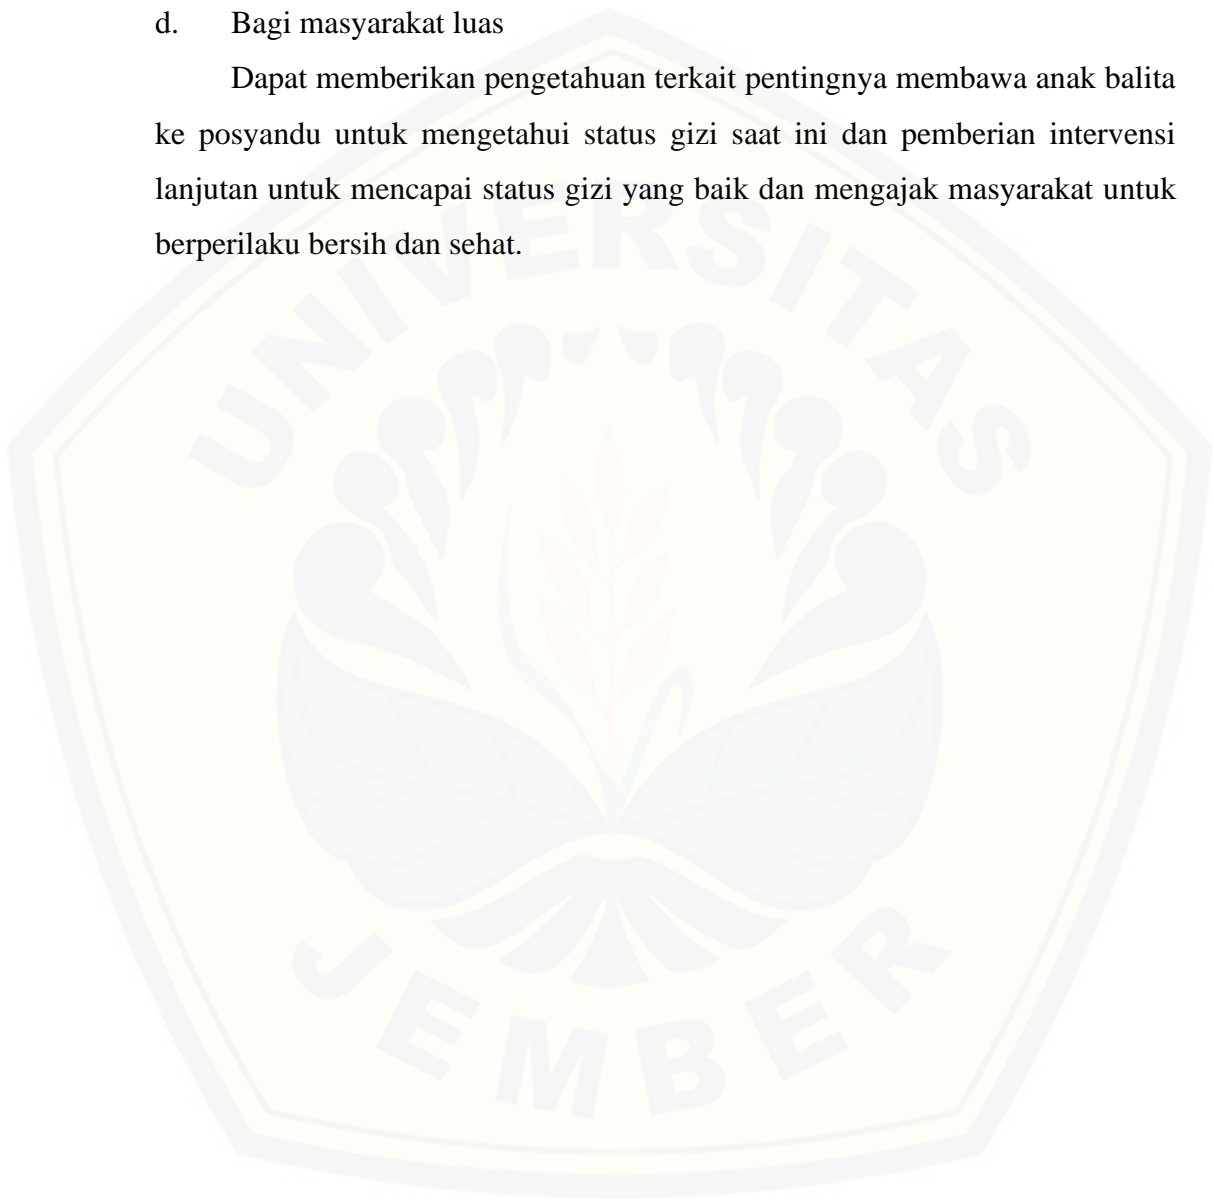 d. Bagi masyarakat luas
Dapat memberikan pengetahuan terkait pentingnya membawa anak balita
ke posyandu untuk mengetahui status gizi saat ini dan pemberian intervensi
lanjutan untuk mencapai status gizi yang baik dan mengajak masyarakat untuk
berperilaku bersih dan sehat.
UNIVERSITAS
JEMBER